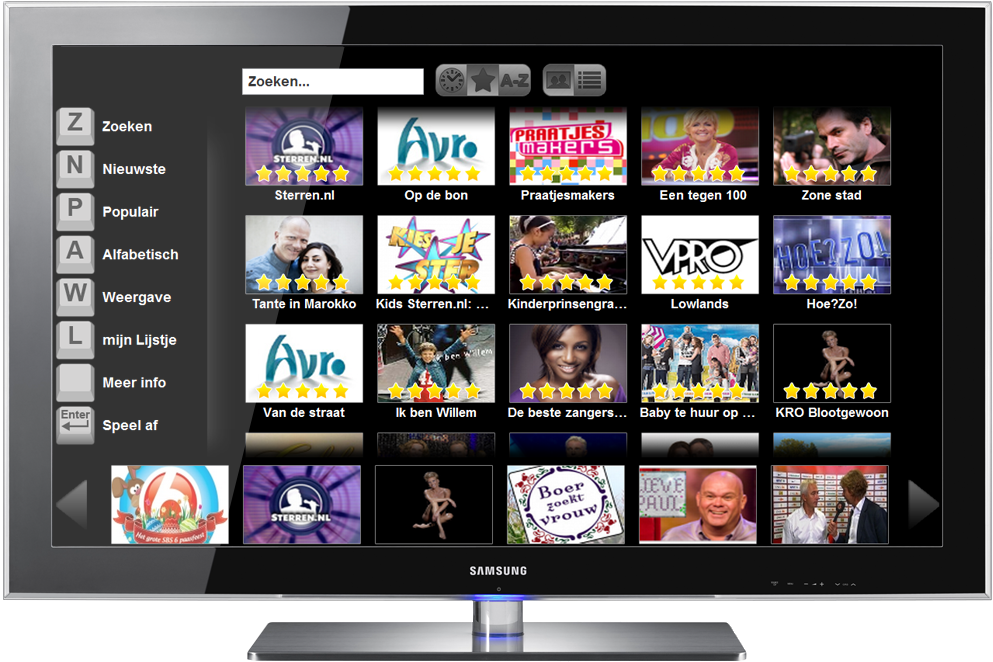 Zoeken...
A-Z
Z Zoeken
N Nieuwste
P Populair
A Alfabetisch
W Weergave
L mijn Lijstje
Meer info
Enter Speel af
STERREN.NL
Avro
PRAATJES
makers
Sterren.nl
Op de bon
Praatjesmakers
Een tegen 100
Zone stad
KIES JE
STER
VPRO
HOE?ZO!
Tante in Marokko
Kids Sterren.nl: ...
Kinderprinsengra...
Lowlands
Hoe?Zo!
Avro
ik ben Willem
Van de straat
Ik ben Willem
De beste zangers...
Baby te huur op ...
KRO Blootgewoon
6
Het grote SBS 6 paasfeest
STERREN.NL
Boer
zoekt
vrouw
SAMSUNG